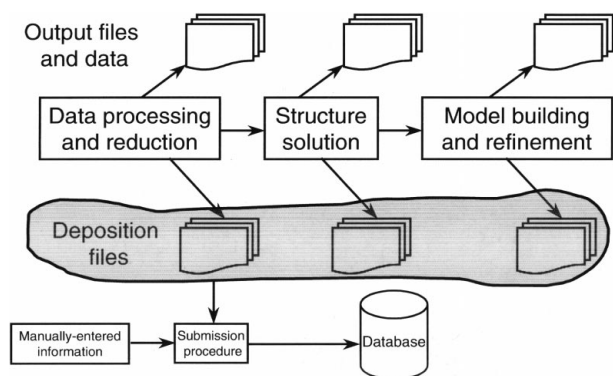 Output files
and data
Data processing
and reduction
Structure
solution
Model building
and refinement
Deposition
files
Manually-entered
information
Submission
procedure
Database